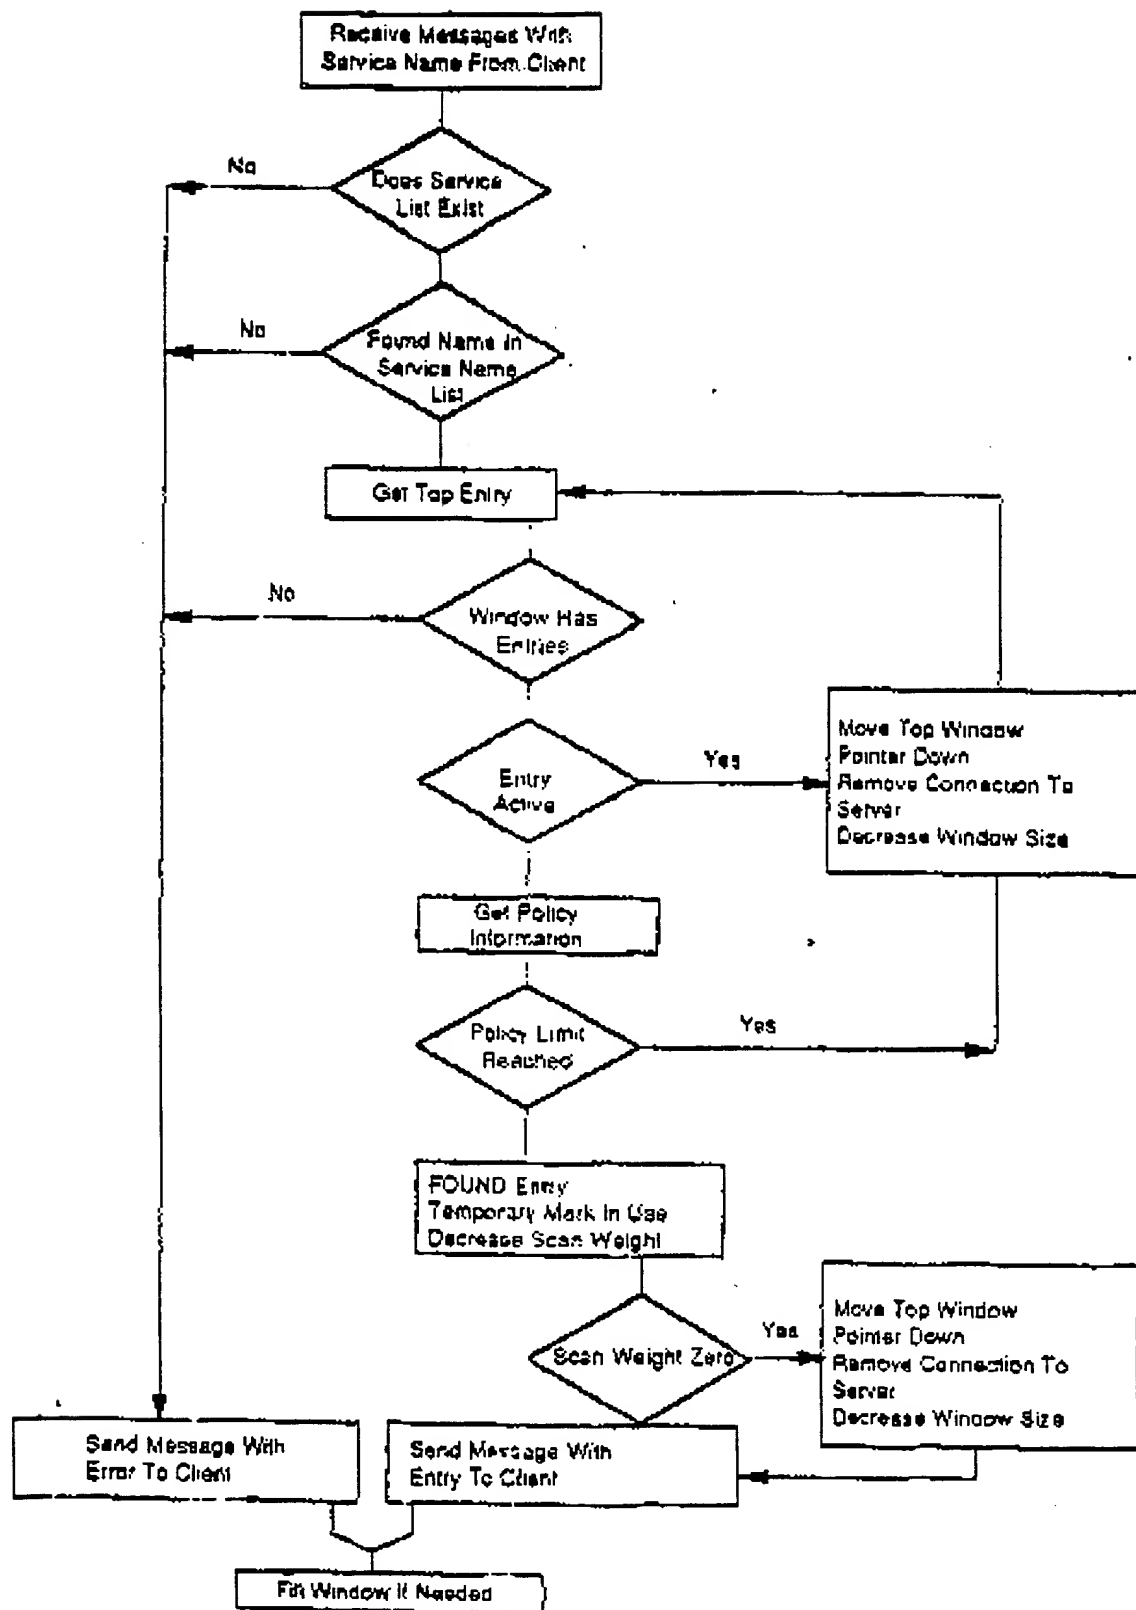 Receive Messages With
Service Name From Client
No
Does Service
List Exist
No
Found Name In
Service Name
List
Get Top Entry
No
Window Has
Entries
Move Top Window
Pointer Down
Remove Connection To
Server
Decrease Window Size
Yes
Entry
Active
Get Policy
Information
Policy Limit
Reached
Yes
FOUND Entry
Temporary Mark In Use
Decrease Scan Weight
Scan Weight Zero
Yes
Move Top Window
Pointer Down
Remove Connection To
Server
Decrease Window Size
Send Message With
Error To Client
Send Message With
Entry To Client
Fill Window If Needed